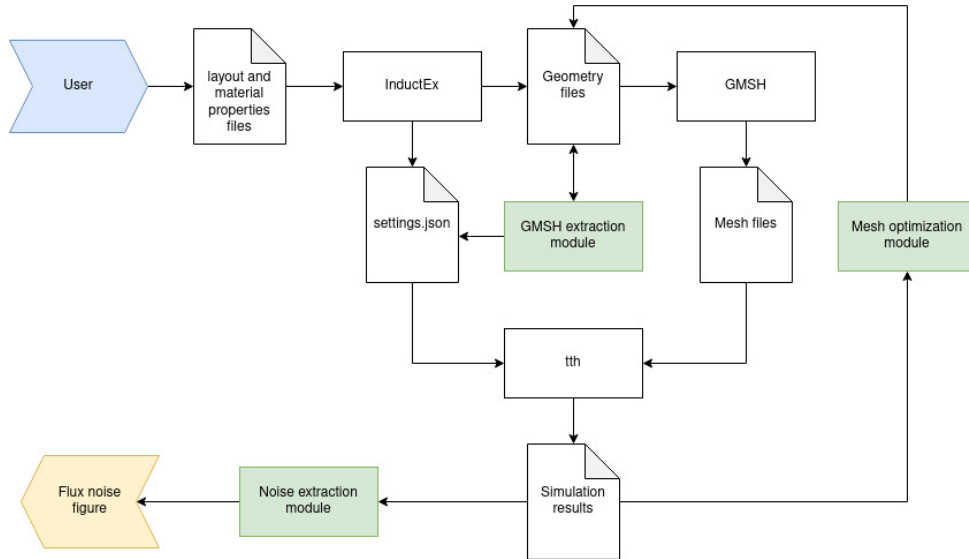 User
layout and
material
properties
files
InductEx
Geometry
files
GMSH
settings.json
GMSH extraction
module
Mesh files
Mesh optimization
module
tth
Flux noise
figure
Noise extraction
module
Simulation
results